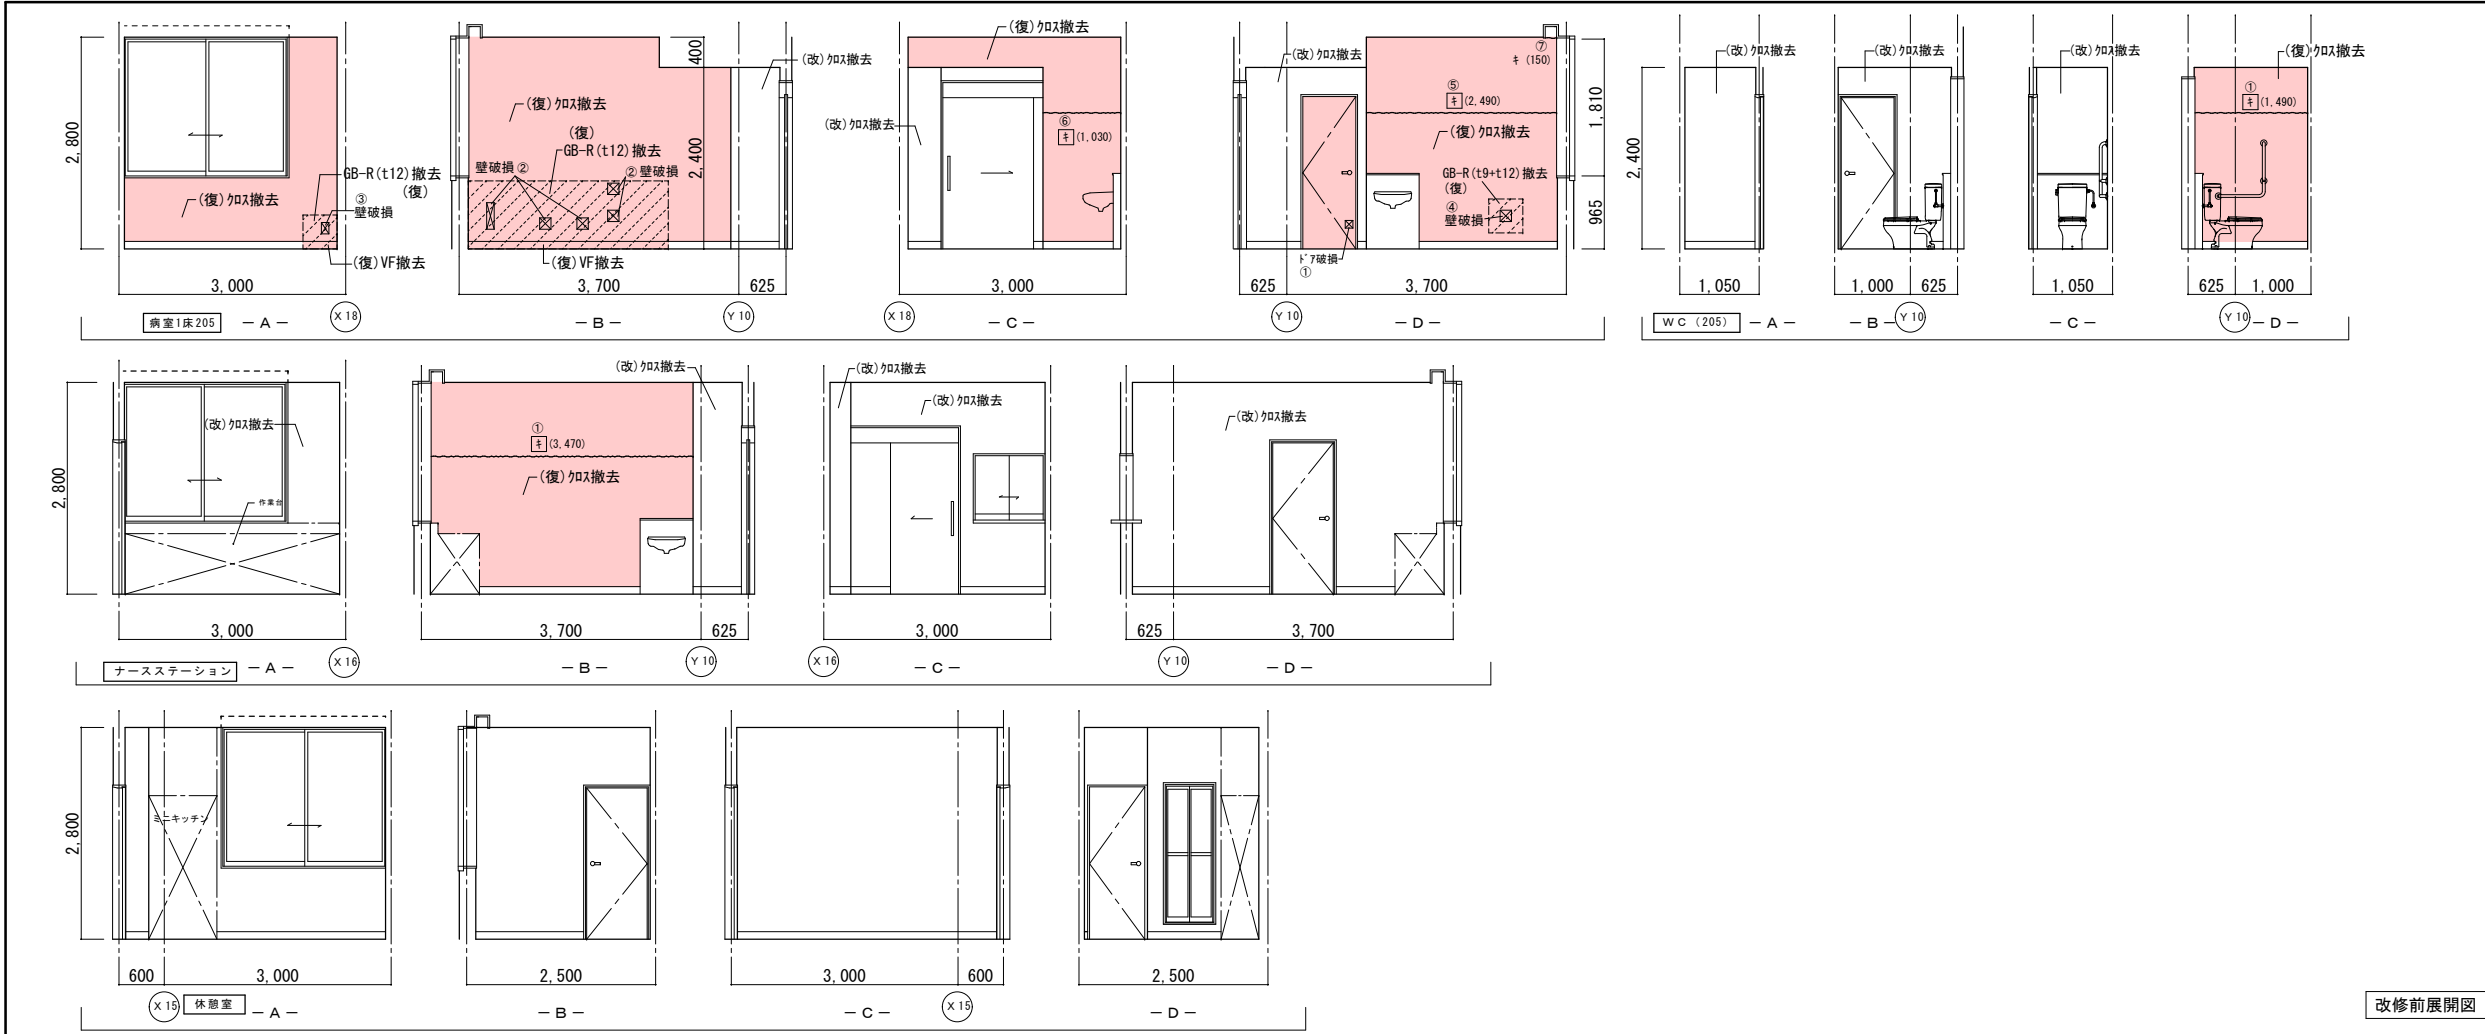 (復)クロス撤去
2,800
GB-R(t12)撤去
(復)
③
壁破損
(復)クロス撤去
(復)VF撤去
3,000
X18
病室1床205
－A－
(改)クロス撤去
400
(復)クロス撤去
(復)
GB-R(t12)撤去
2,400
壁破損②
②壁破損
(復)VF撤去
3,700
625
－B－
Y10
(改)クロス撤去
⑥
キ(1,030)
3,000
X18
－C－
(改)クロス撤去
⑦
キ(150)
⑤
キ(2,490)
1,810
(復)クロス撤去
GB-R(t9+t12)撤去
(復)
④
壁破損
965
ドア破損
①
625
3,700
Y10
－D－
(改)クロス撤去
2,400
1,050
WC (205)
－A－
(改)クロス撤去
1,000
625
－B－
Y10
(改)クロス撤去
1,050
－C－
(復)クロス撤去
①
キ(1,490)
625
1,000
Y10
－D－
(改)クロス撤去
2,800
作業台
3,000
ナースステーション
－A－
X16
(改)クロス撤去
①
キ(3,470)
(復)クロス撤去
3,700
625
－B－
Y10
(改)クロス撤去
(改)クロス撤去
3,000
X16
－C－
(改)クロス撤去
625
3,700
Y10
－D－
2,800
ミニキッチン
600
3,000
X15
休憩室
－A－
2,500
－B－
3,000
600
－C－
X15
2,500
－D－
改修前展開図